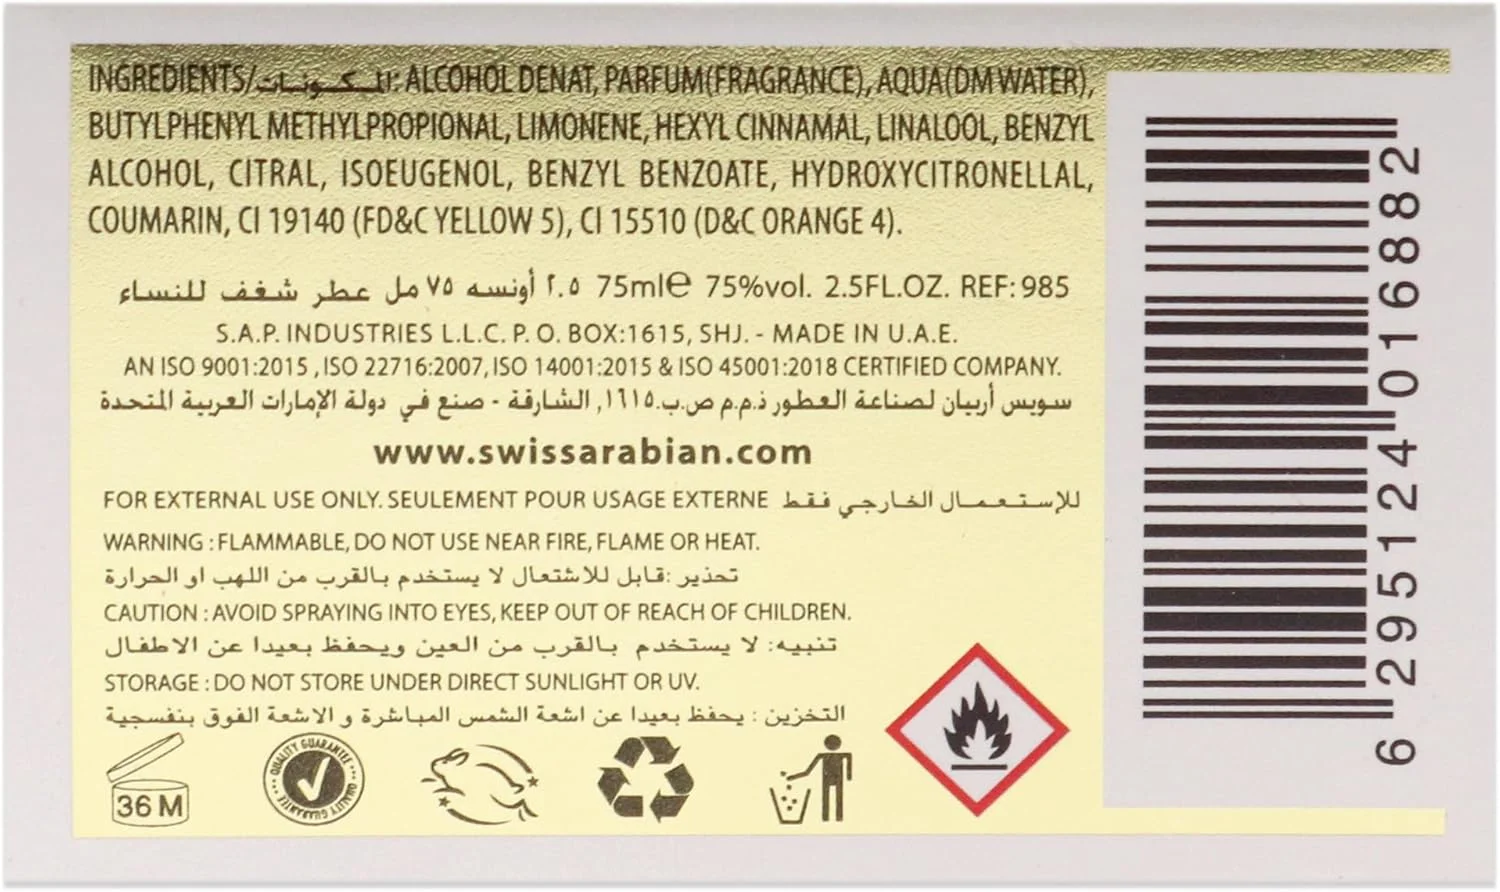 INGREDIENTS/المكونات: ALCOHOL DENAT, PARFUM(FRAGRANCE), AQUA(DM WATER),
BUTYLPHENYL METHYLPROPIONAL, LIMONENE, HEXYL CINNAMAL, LINALOOL, BENZYL
ALCOHOL, CITRAL, ISOEUGENOL, BENZYL BENZOATE, HYDROXYCITRONELLAL,
COUMARIN, CI 19140 (FD&C YELLOW 5), CI 15510 (D&C ORANGE 4).
٢.٥ أونسه ٧٥ مل عطر شغف للنساء 75ml℮ 75%vol. 2.5FL.OZ. REF: 985
S.A.P. INDUSTRIES L.L.C. P. O. BOX:1615, SHJ. - MADE IN U.A.E.
AN ISO 9001:2015 , ISO 22716:2007, ISO 14001:2015 & ISO 45001:2018 CERTIFIED COMPANY.
سويس أربيان لصناعة العطور ذ.م.م ص.ب.١٦١٥, الشارقة - صنع في دولة الإمارات العربية المتحدة
www.swissarabian.com
FOR EXTERNAL USE ONLY. SEULEMENT POUR USAGE EXTERNE للإستعمال الخارجي فقط
WARNING : FLAMMABLE, DO NOT USE NEAR FIRE, FLAME OR HEAT.
تحذير :قابل للاشتعال لا يستخدم بالقرب من اللهب او الحرارة
CAUTION : AVOID SPRAYING INTO EYES, KEEP OUT OF REACH OF CHILDREN.
تنبيه: لا يستخدم بالقرب من العين ويحفظ بعيدا عن الاطفال
STORAGE : DO NOT STORE UNDER DIRECT SUNLIGHT OR UV.
التخزين : يحفظ بعيدا عن اشعة الشمس المباشرة و الاشعة الفوق بنفسجية
36 M
QUALITY GUARANTEE
QUALITY GUARANTEE
6 295124 016882